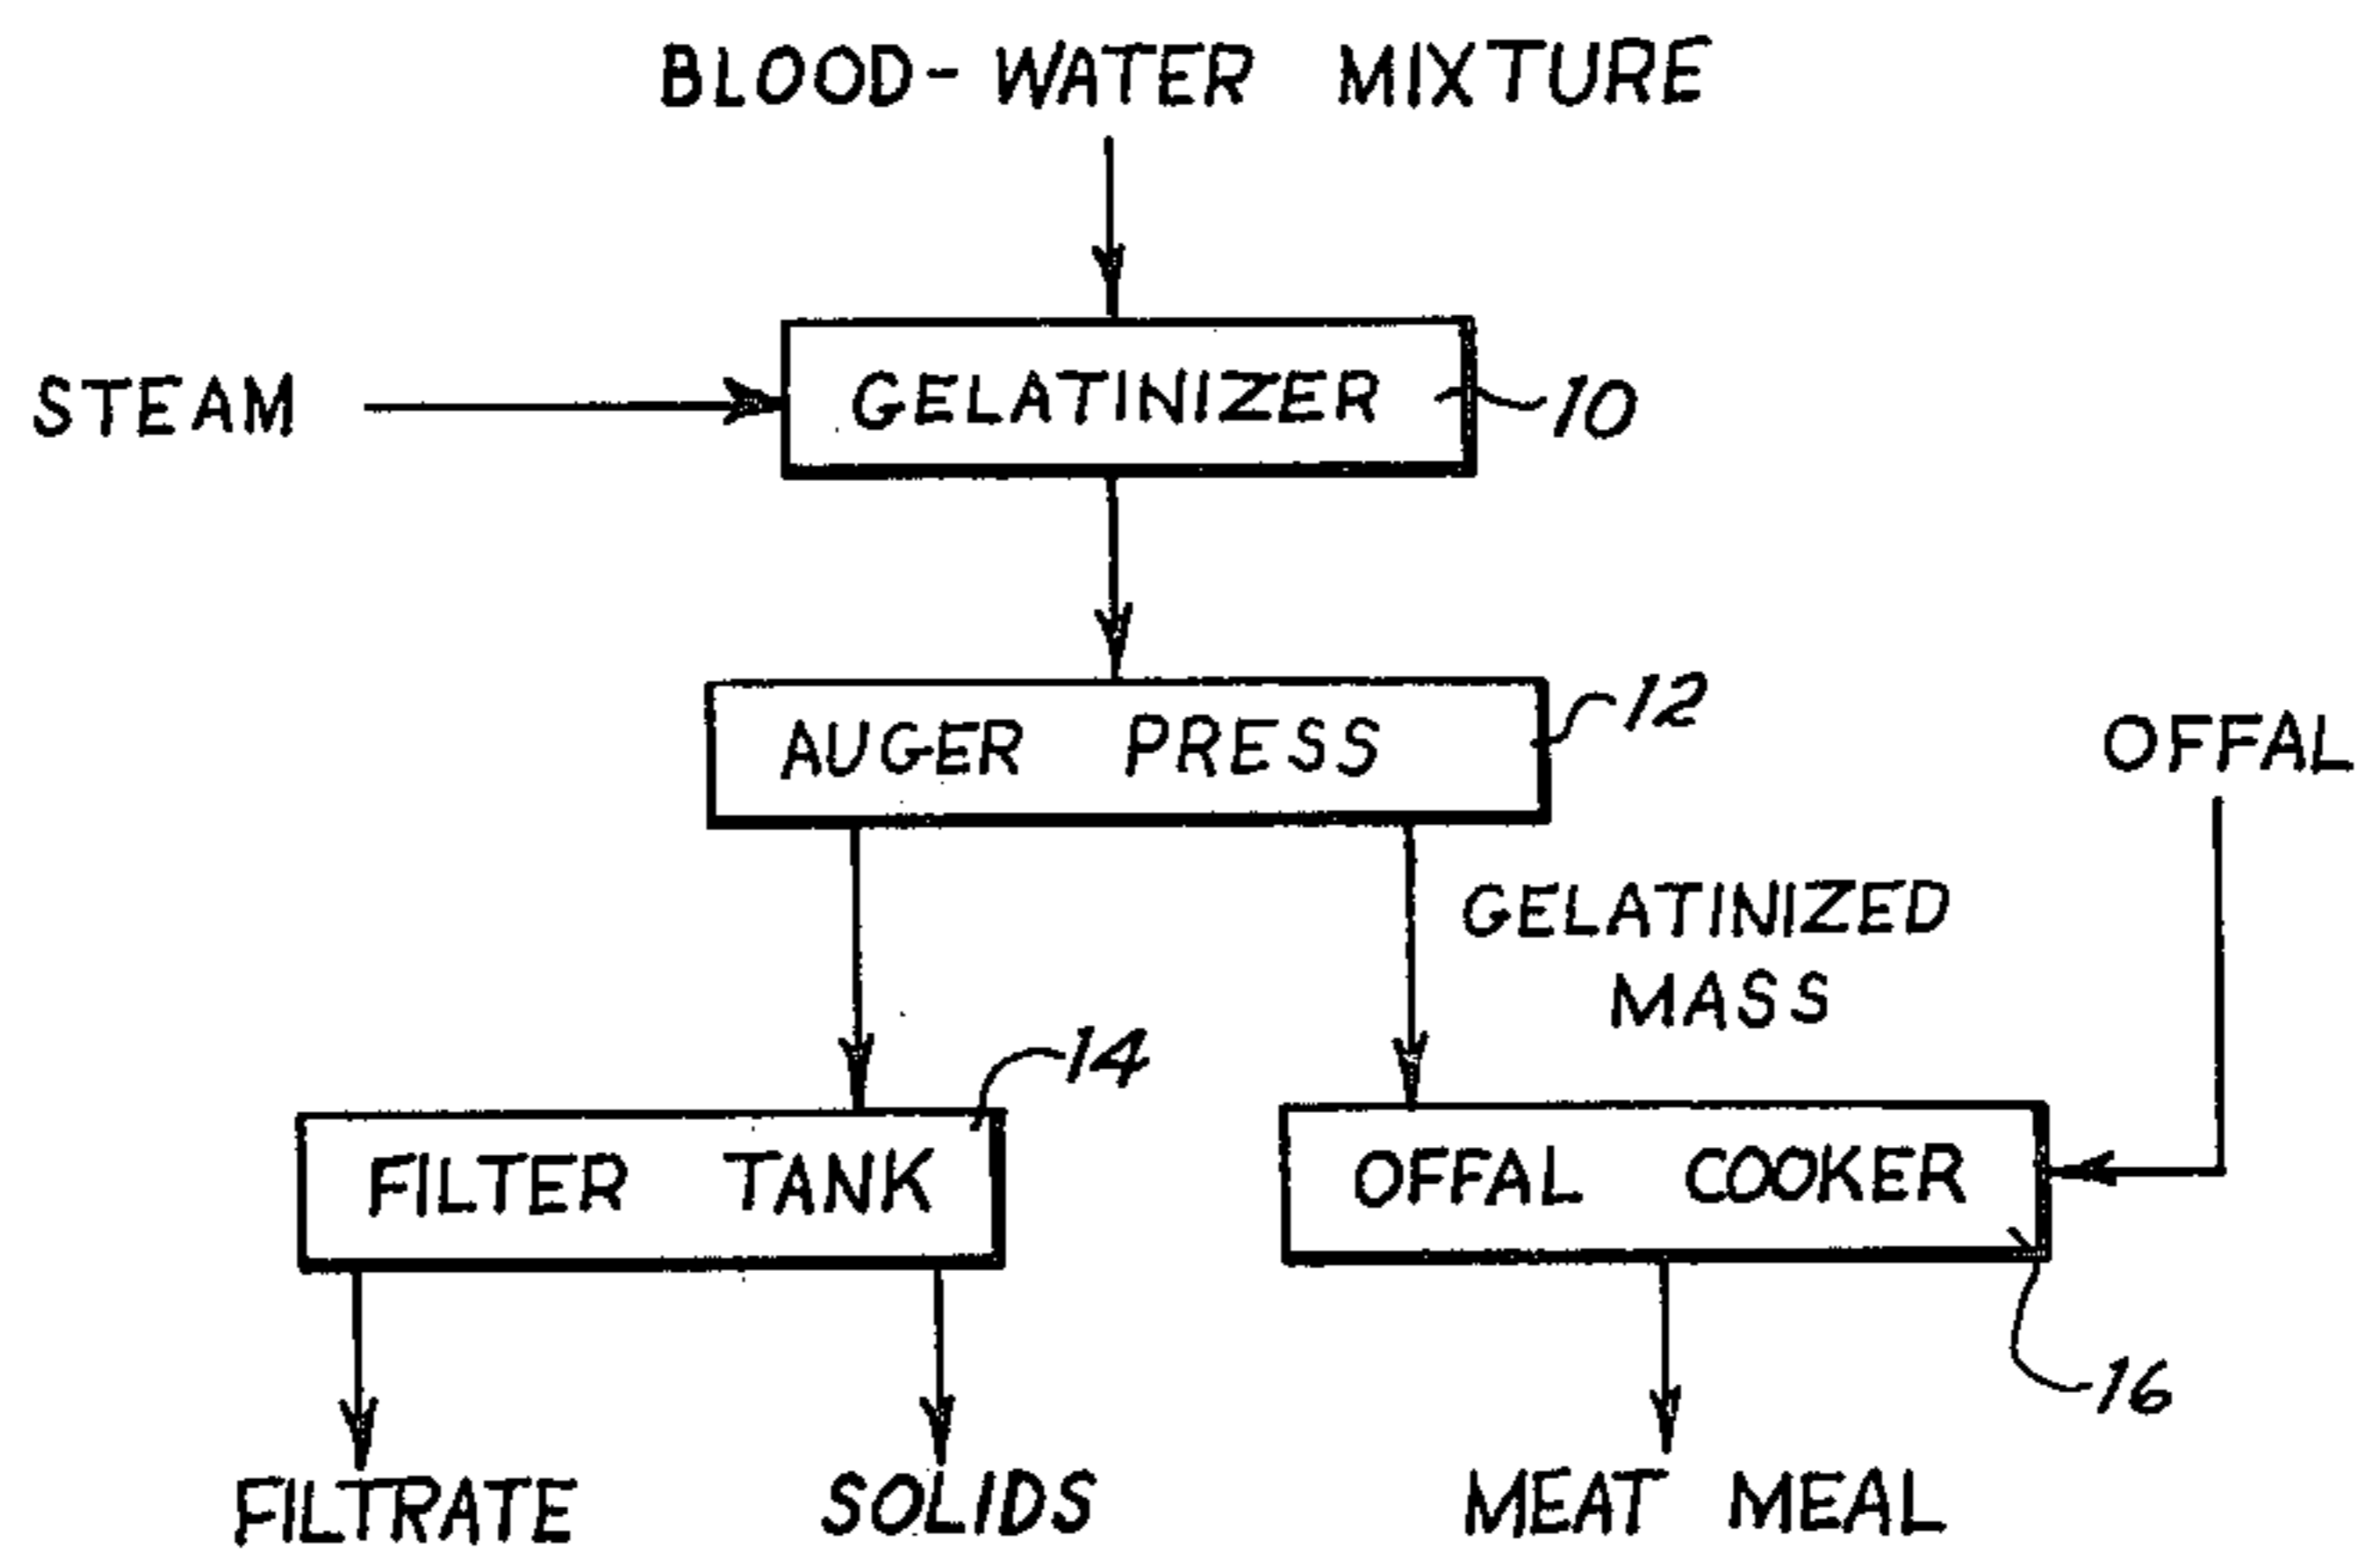 BLOOD-WATER MIXTURE
STEAM
GELATINIZER
10
AUGER PRESS
12
OFFAL
GELATINIZED
MASS
14
FILTER TANK
OFFAL COOKER
16
FILTRATE
SOLIDS
MEAT MEAL